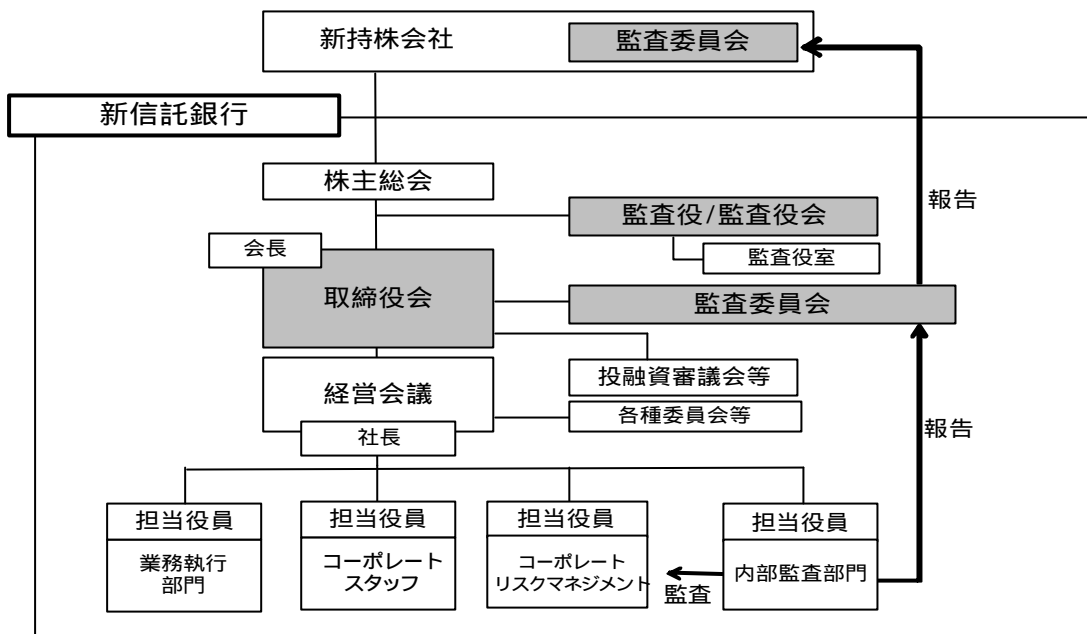 新持株会社
監査委員会
新信託銀行
株主総会
報告
監査役/監査役会
会長
監査役室
取締役会
監査委員会
経営会議
投融資審議会等
各種委員会等
社長
報告
担当役員
業務執行
部門
担当役員
コーポレート
スタッフ
担当役員
コーポレート
リスクマネジメント
監査
担当役員
内部監査部門